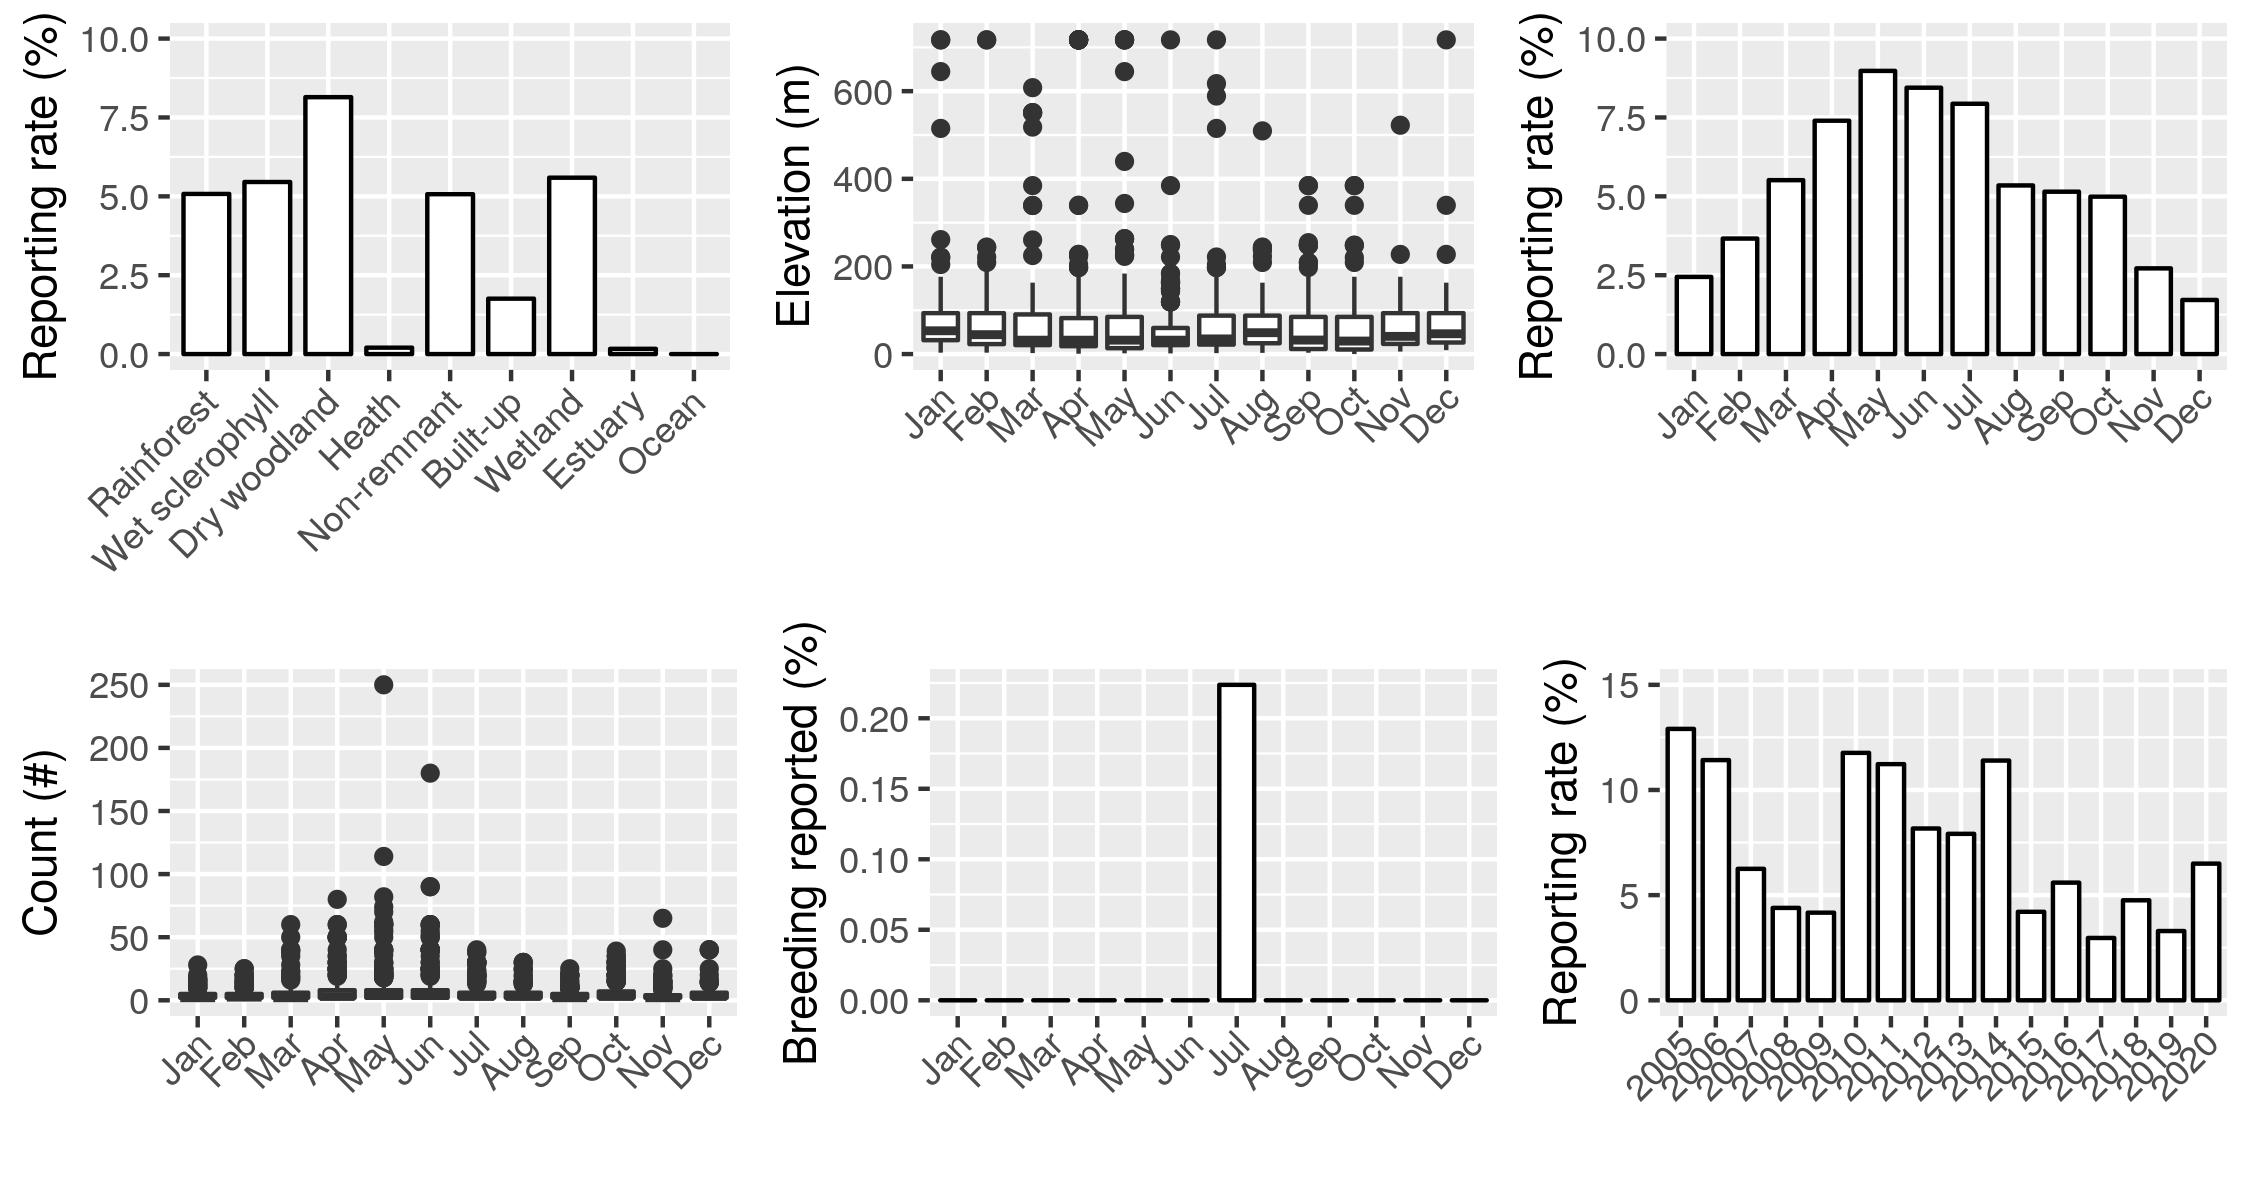 Reporting rate (%)
10.0
7.5
5.0
2.5
0.0
Rainforest
Wet sclerophyll
Dry woodland
Heath
Non-remnant
Built-up
Wetland
Estuary
Ocean
Elevation (m)
600
400
200
0
Jan
Feb
Mar
Apr
May
Jun
Jul
Aug
Sep
Oct
Nov
Dec
Reporting rate (%)
10.0
7.5
5.0
2.5
0.0
Jan
Feb
Mar
Apr
May
Jun
Jul
Aug
Sep
Oct
Nov
Dec
Count (#)
250
200
150
100
50
0
Jan
Feb
Mar
Apr
May
Jun
Jul
Aug
Sep
Oct
Nov
Dec
Breeding reported (%)
0.20
0.15
0.10
0.05
0.00
Jan
Feb
Mar
Apr
May
Jun
Jul
Aug
Sep
Oct
Nov
Dec
Reporting rate (%)
15
10
5
0
2005
2006
2007
2008
2009
2010
2011
2012
2013
2014
2015
2016
2017
2018
2019
2020